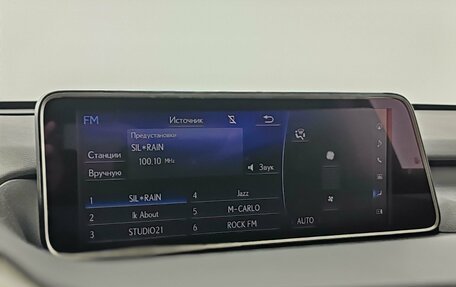 FM Источник
Предустановки
SIL*RAIN
Станции 100.10 MHz
Вручную Звук
1 SIL*RAIN 4 Jazz
2 Ik About 5 M-CARLO
3 STUDIO21 6 ROCK FM
AUTO